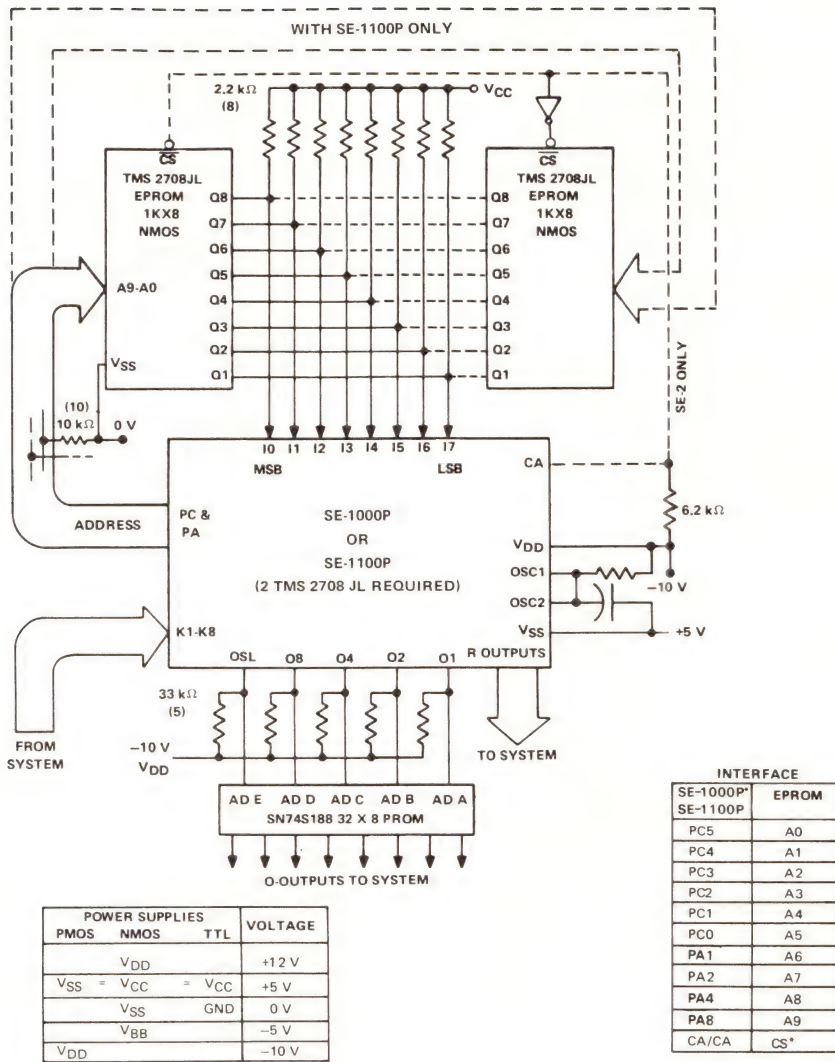 WITH SE-1100P ONLY
2.2 kΩ
(8)
VCC
CS
TMS 2708JL
EPROM
1KX8
NMOS
A9-A0
VSS
Q8
Q7
Q6
Q5
Q4
Q3
Q2
Q1
CS
TMS 2708JL
EPROM
1KX8
NMOS
Q8
Q7
Q6
Q5
Q4
Q3
Q2
Q1
SE-2 ONLY
(10)
10 kΩ
0 V
I0 I1 I2 I3 I4 I5 I6 I7
MSB LSB
CA
6.2 kΩ
ADDRESS
PC &
PA
SE-1000P
OR
SE-1100P
(2 TMS 2708 JL REQUIRED)
VDD
OSC1
−10 V
OSC2
VSS
+5 V
K1-K8
R OUTPUTS
OSL O8 O4 O2 O1
33 kΩ
(5)
FROM
SYSTEM
−10 V
VDD
TO SYSTEM
AD E AD D AD C AD B AD A
SN74S188 32 X 8 PROM
O-OUTPUTS TO SYSTEM
POWER SUPPLIES VOLTAGE
PMOS NMOS TTL
VDD +12 V
VSS = VCC = VCC +5 V
VSS GND 0 V
VBB −5 V
VDD −10 V
INTERFACE
SE-1000P* EPROM
SE-1100P
PC5 A0
PC4 A1
PC3 A2
PC2 A3
PC1 A4
PC0 A5
PA1 A6
PA2 A7
PA4 A8
PA8 A9
CA/CA CS*